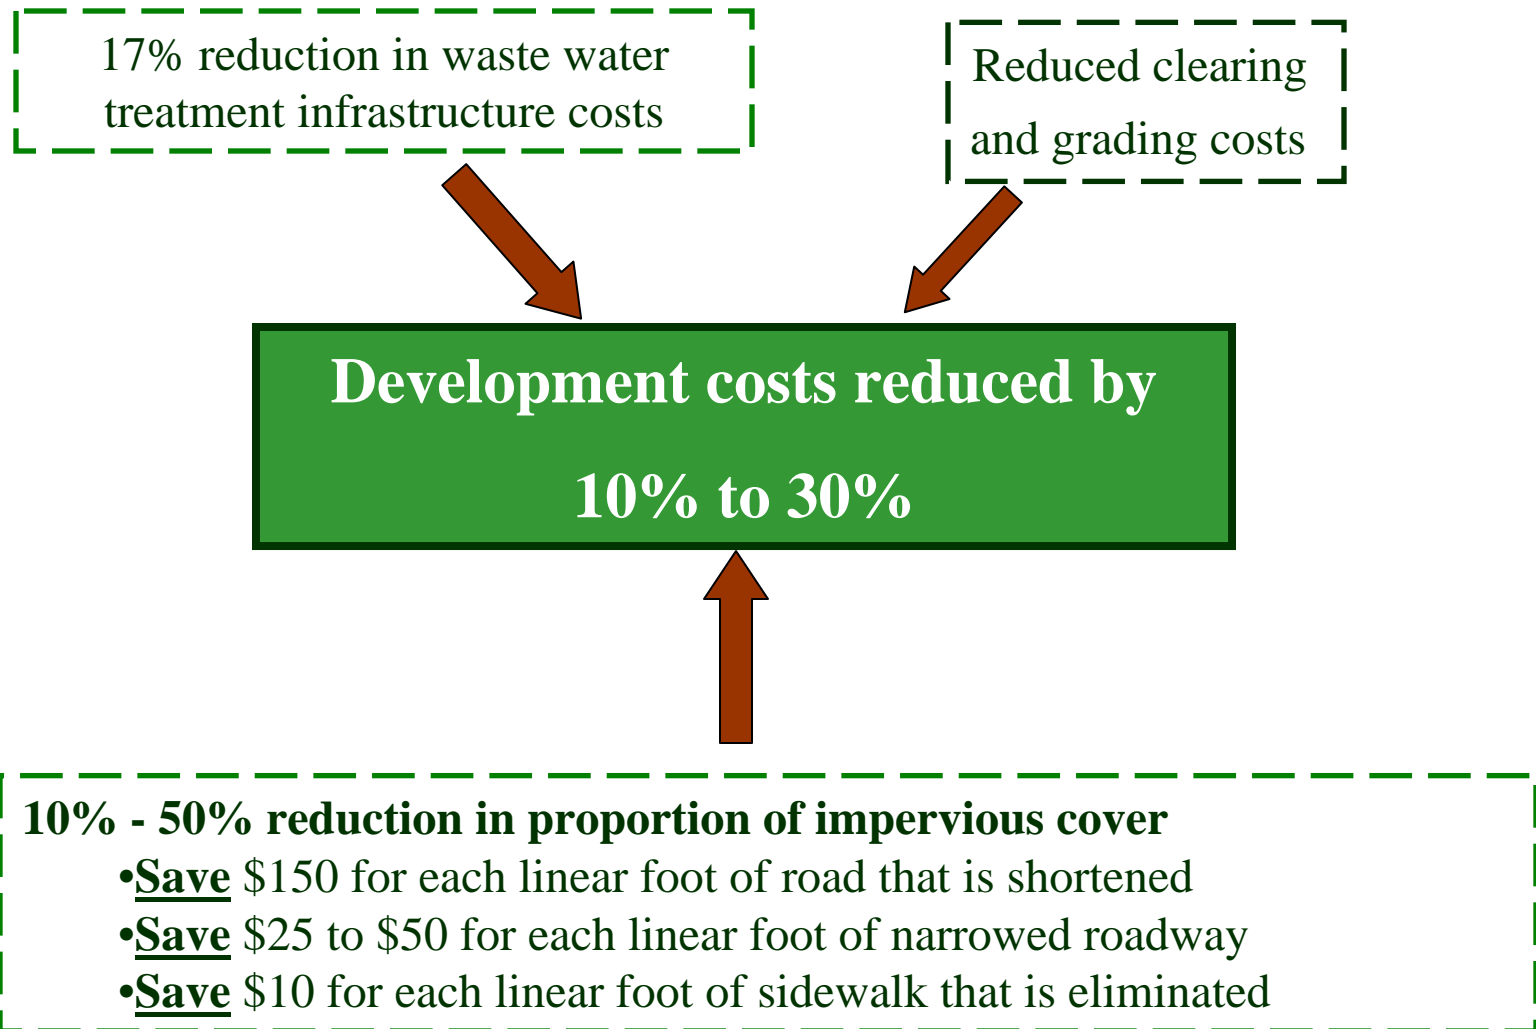 17% reduction in waste water
treatment infrastructure costs
Reduced clearing
and grading costs
Development costs reduced by
10% to 30%
10% - 50% reduction in proportion of impervious cover
•Save $150 for each linear foot of road that is shortened
•Save $25 to $50 for each linear foot of narrowed roadway
•Save $10 for each linear foot of sidewalk that is eliminated